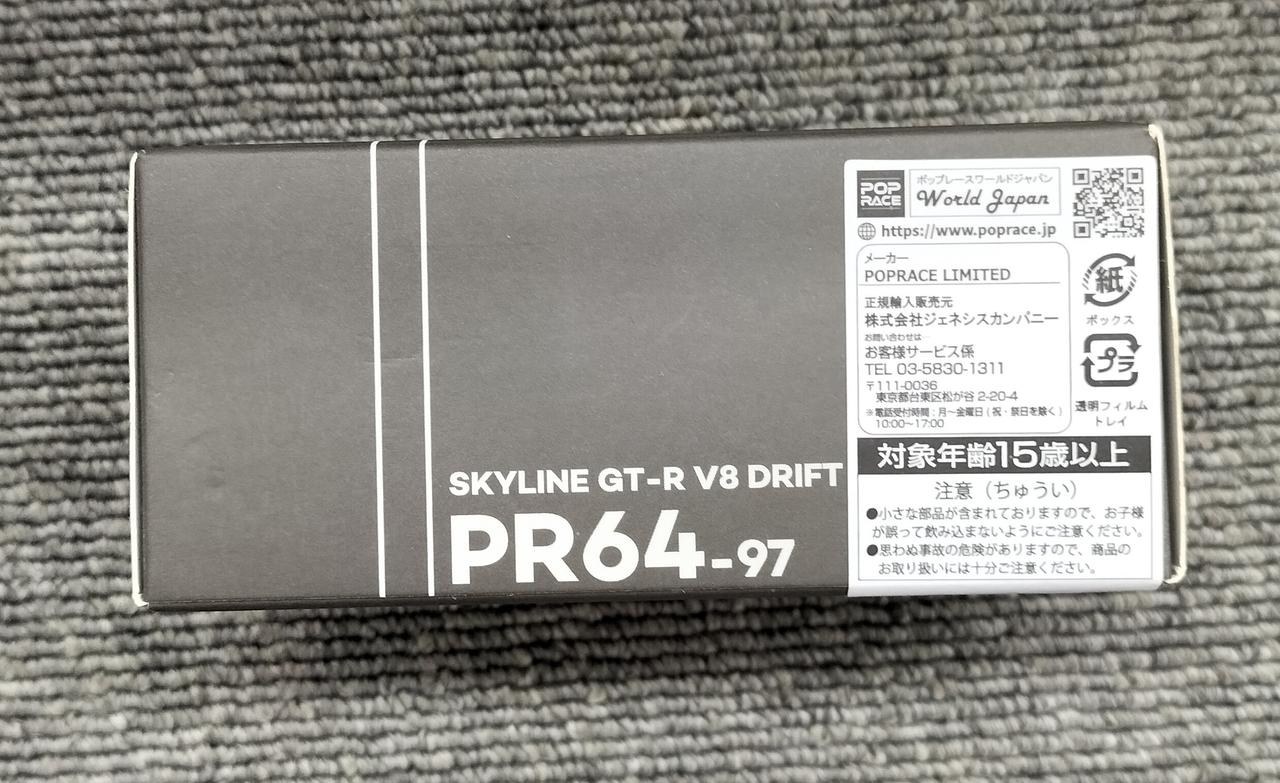 SKYLINE GT-R V8 DRIFT
PR64-97
POP
RACE
ポップレースワールドジャパン
World Japan
https://www.poprace.jp
メーカー
POPRACE LIMITED
正規輸入販売元
株式会社ジェネシスカンパニー
お問い合わせは…
お客様サービス係
TEL 03-5830-1311
〒111-0036
東京都台東区松が谷 2-20-4
※電話受付時間：月〜金曜日（祝・祭日を除く）
10:00〜17:00
紙
ボックス
プラ
透明フィルム
トレイ
対象年齢15歳以上
注意（ちゅうい）
●小さな部品が含まれておりますので、お子様
が誤って飲み込まないようにご注意ください。
●思わぬ事故の危険がありますので、商品の
お取り扱いには十分ご注意ください。